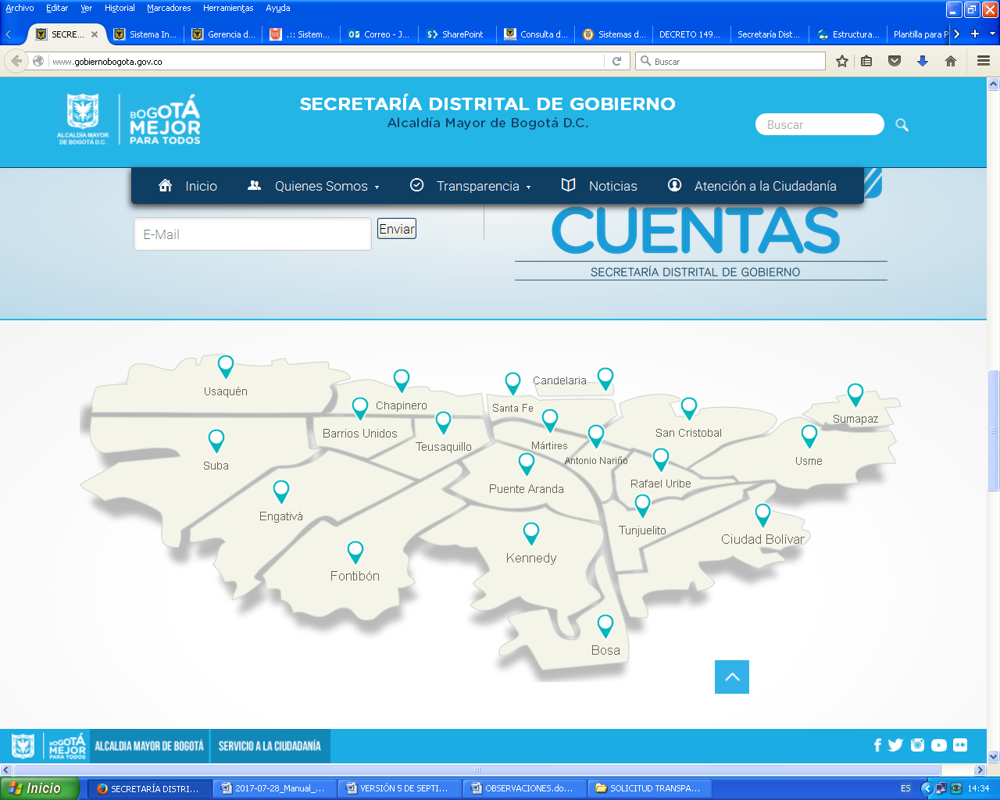 Archivo Editar Ver Historial Marcadores Herramientas Ayuda
SECRE... Sistema In... Gerencia d... .:: Sistem... Correo - J... SharePoint Consulta d... Sistemas d... DECRETO 149... Secretaría Dist... Estructura... Plantilla para P
www.gobiernobogota.gov.co
Buscar
ALCALDÍA MAYOR
DE BOGOTÁ D.C.
BOGOTÁ
MEJOR
PARA TODOS
SECRETARÍA DISTRITAL DE GOBIERNO
Alcaldía Mayor de Bogotá D.C.
Buscar
Inicio Quienes Somos Transparencia Noticias Atención a la Ciudadanía
E-Mail
Enviar
CUENTAS
SECRETARÍA DISTRITAL DE GOBIERNO
Usaquén
Candelaria
Chapinero
Santa Fe
Sumapaz
Barrios Unidos
San Cristobal
Teusaquillo
Mártires
Antonio Nariño
Usme
Suba
Rafael Uribe
Puente Aranda
Engativá
Tunjuelito
Ciudad Bolívar
Kennedy
Fontibón
Bosa
BOGOTÁ
MEJOR
PARA TODOS
ALCALDIA MAYOR DE BOGOTÁ
SERVICIO A LA CIUDADANÍA
Inicio
SECRETARÍA DISTRI...
2017-07-28_Manual_...
VERSIÓN 5 DE SEPTI...
OBSERVACIONES.do...
SOLICITUD TRANSPA...
ES
14:34